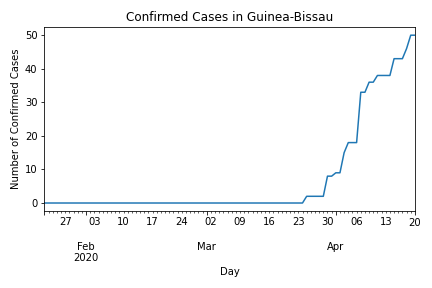 Confirmed Cases in Guinea-Bissau
Number of Confirmed Cases
50
40
30
20
10
0
27 03 10 17 24 02 09 16 23 30 06 13 20
Feb Mar Apr
2020
Day